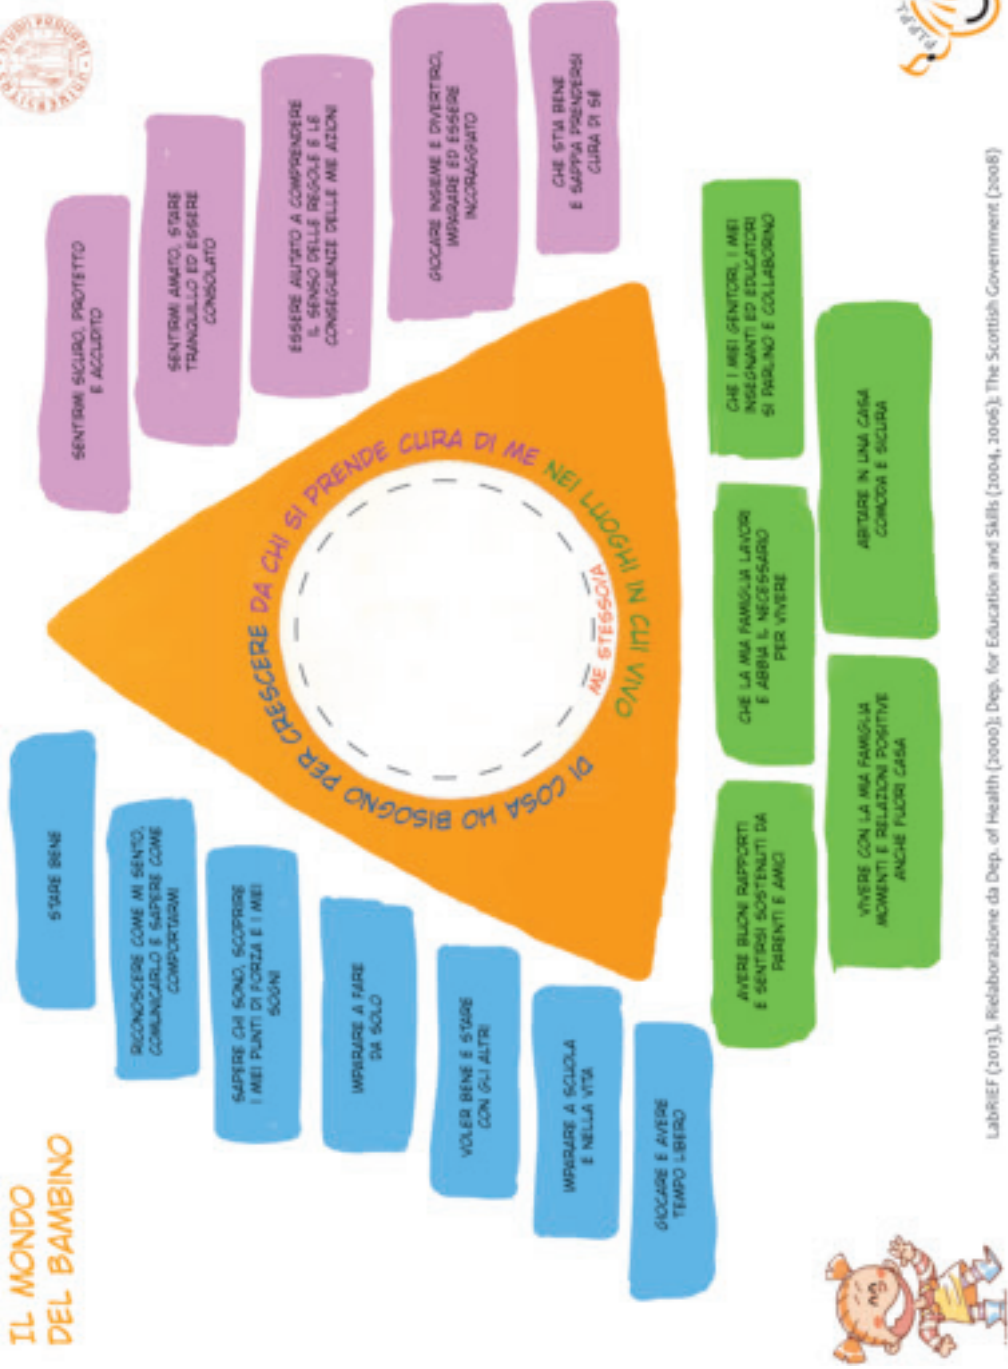 IL MONDO
DEL BAMBINO
STARE BENE
RICONOSCERE COME MI SENTO,
COMUNICARLO E SAPERE COME
COMPORTARMI
SAPERE CHI SONO, SCOPRIRE
I MIEI PUNTI DI FORZA E I MIEI
SOGNI
IMPARARE A FARE
DA SOLO
VOLER BENE E STARE
CON GLI ALTRI
IMPARARE A SCUOLA
E NELLA VITA
GIOCARE E AVERE
TEMPO LIBERO
SENTIRMI SICURO, PROTETTO
E ACCUDITO
SENTIRMI AMATO, STARE
TRANQUILLO ED ESSERE
CONSOLATO
ESSERE AIUTATO A COMPRENDERE
IL SENSO DELLE REGOLE E LE
CONSEGUENZE DELLE MIE AZIONI
GIOCARE INSIEME E DIVERTIRCI,
IMPARARE ED ESSERE
INCORAGGIATO
CHE STIA BENE
E SAPPIA PRENDERSI
CURA DI SÉ
DI COSA HO BISOGNO PER CRESCERE DA CHI SI PRENDE CURA DI ME NEI LUOGHI IN CUI VIVO
ME STESSO/A
AVERE BUONI RAPPORTI
E SENTIRSI SOSTENUTI DA
PARENTI E AMICI
CHE LA MIA FAMIGLIA LAVORI
E ABBIA IL NECESSARIO
PER VIVERE
CHE I MIEI GENITORI, I MIEI
INSEGNANTI ED EDUCATORI
SI PARLINO E COLLABORINO
VIVERE CON LA MIA FAMIGLIA
MOMENTI E RELAZIONI POSITIVE
ANCHE FUORI CASA
ABITARE IN UNA CASA
COMODA E SICURA
LabRIEF (2013), Rielaborazione da Dep. of Health (2000); Dep. for Education and Skills (2004, 2006); The Scottish Government (2008)
P.I.P.P.I.